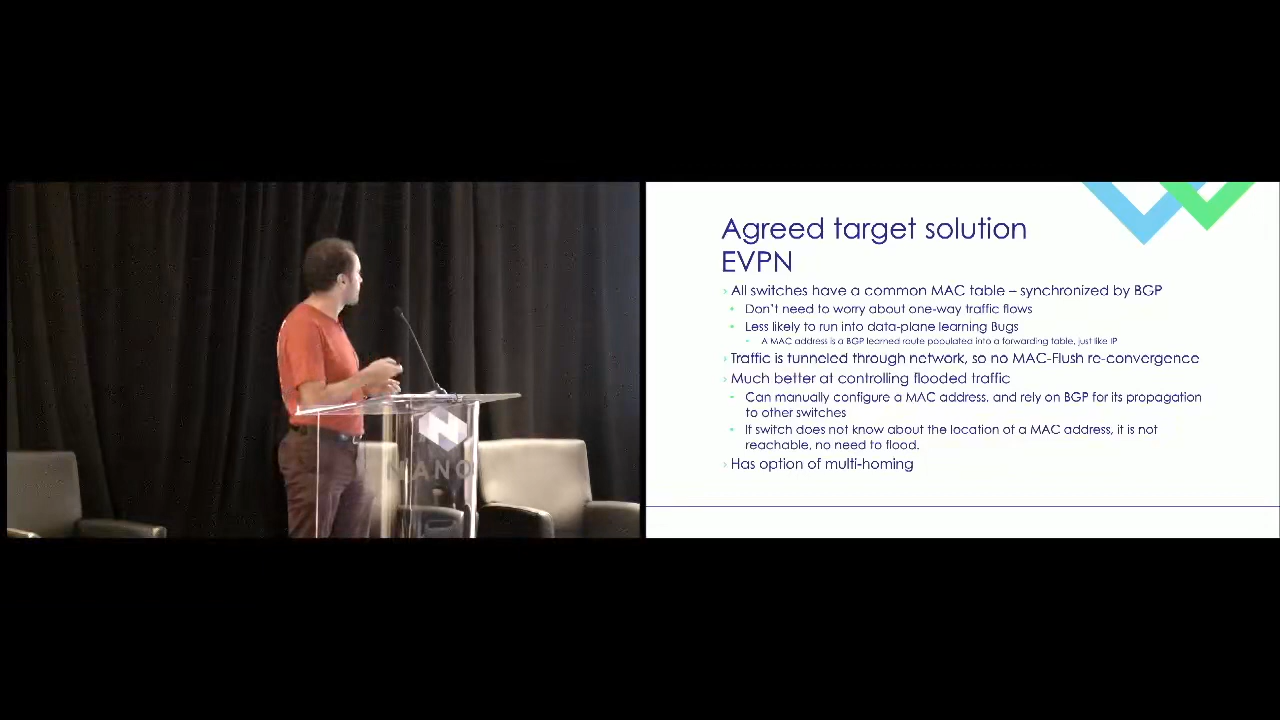 Agreed target solution
EVPN
All switches have a common MAC table – synchronized by BGP
Don't need to worry about one-way traffic flows
Less likely to run into data-plane learning Bugs
A MAC address is a BGP learned route populated into a forwarding table, just like IP
Traffic is tunneled through network, so no MAC-Flush re-convergence
Much better at controlling flooded traffic
Can manually configure a MAC address, and rely on BGP for its propagation
to other switches
If switch does not know about the location of a MAC address, it is not
reachable, no need to flood.
Has option of multi-homing
N
NANO